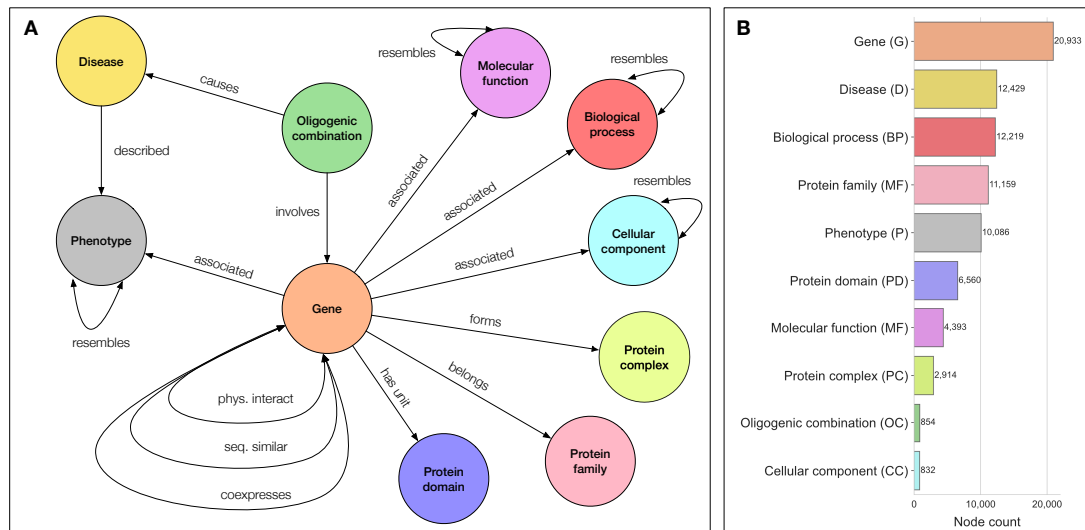 A
Disease
causes
Oligogenic
combination
described
involves
Phenotype
associated
resembles
Gene
phys. interact
seq. similar
coexpresses
resembles
Molecular
function
associated
resembles
Biological
process
associated
resembles
Cellular
component
associated
forms
Protein
complex
belongs
Protein
family
has unit
Protein
domain
B
Gene (G) 20,933
Disease (D) 12,429
Biological process (BP) 12,219
Protein family (MF) 11,159
Phenotype (P) 10,086
Protein domain (PD) 6,560
Molecular function (MF) 4,393
Protein complex (PC) 2,914
Oligogenic combination (OC) 854
Cellular component (CC) 832
0 10,000 20,000
Node count